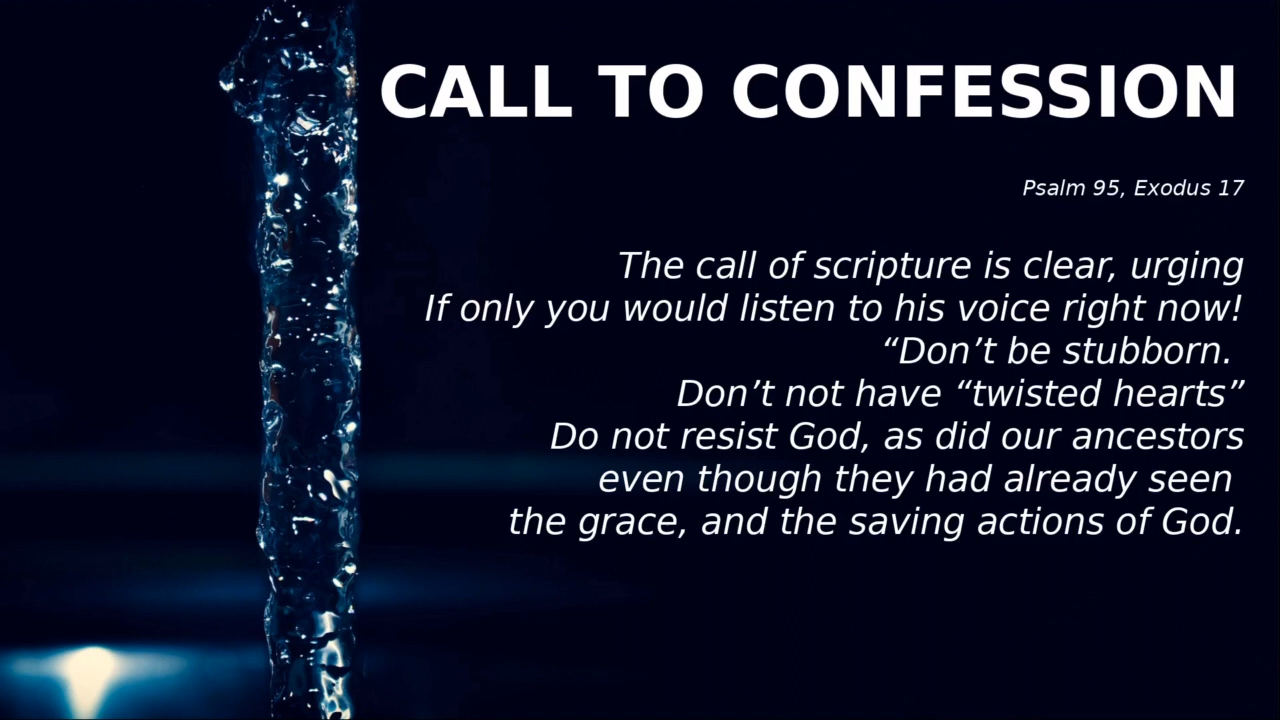 CALL TO CONFESSION
Psalm 95, Exodus 17
The call of scripture is clear, urging
If only you would listen to his voice right now!
“Don’t be stubborn.
Don’t not have “twisted hearts”
Do not resist God, as did our ancestors
even though they had already seen
the grace, and the saving actions of God.